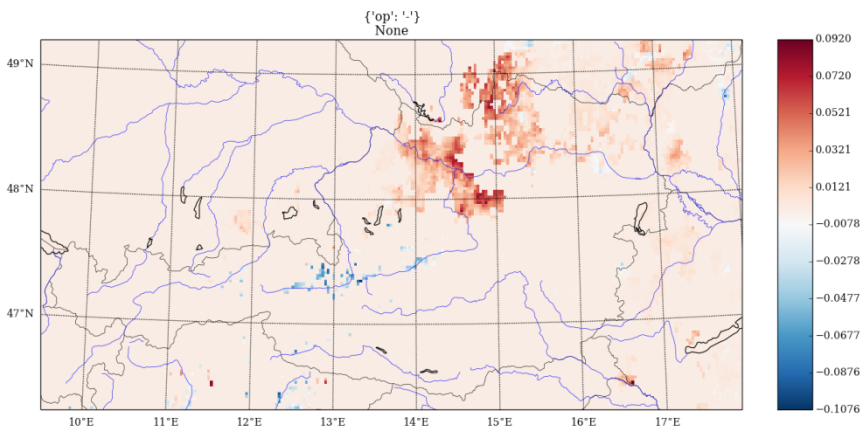 {'op': '-'}
None
49°N
48°N
47°N
10°E
11°E
12°E
13°E
14°E
15°E
16°E
17°E
0.0920
0.0720
0.0521
0.0321
0.0121
−0.0078
−0.0278
−0.0477
−0.0677
−0.0876
−0.1076